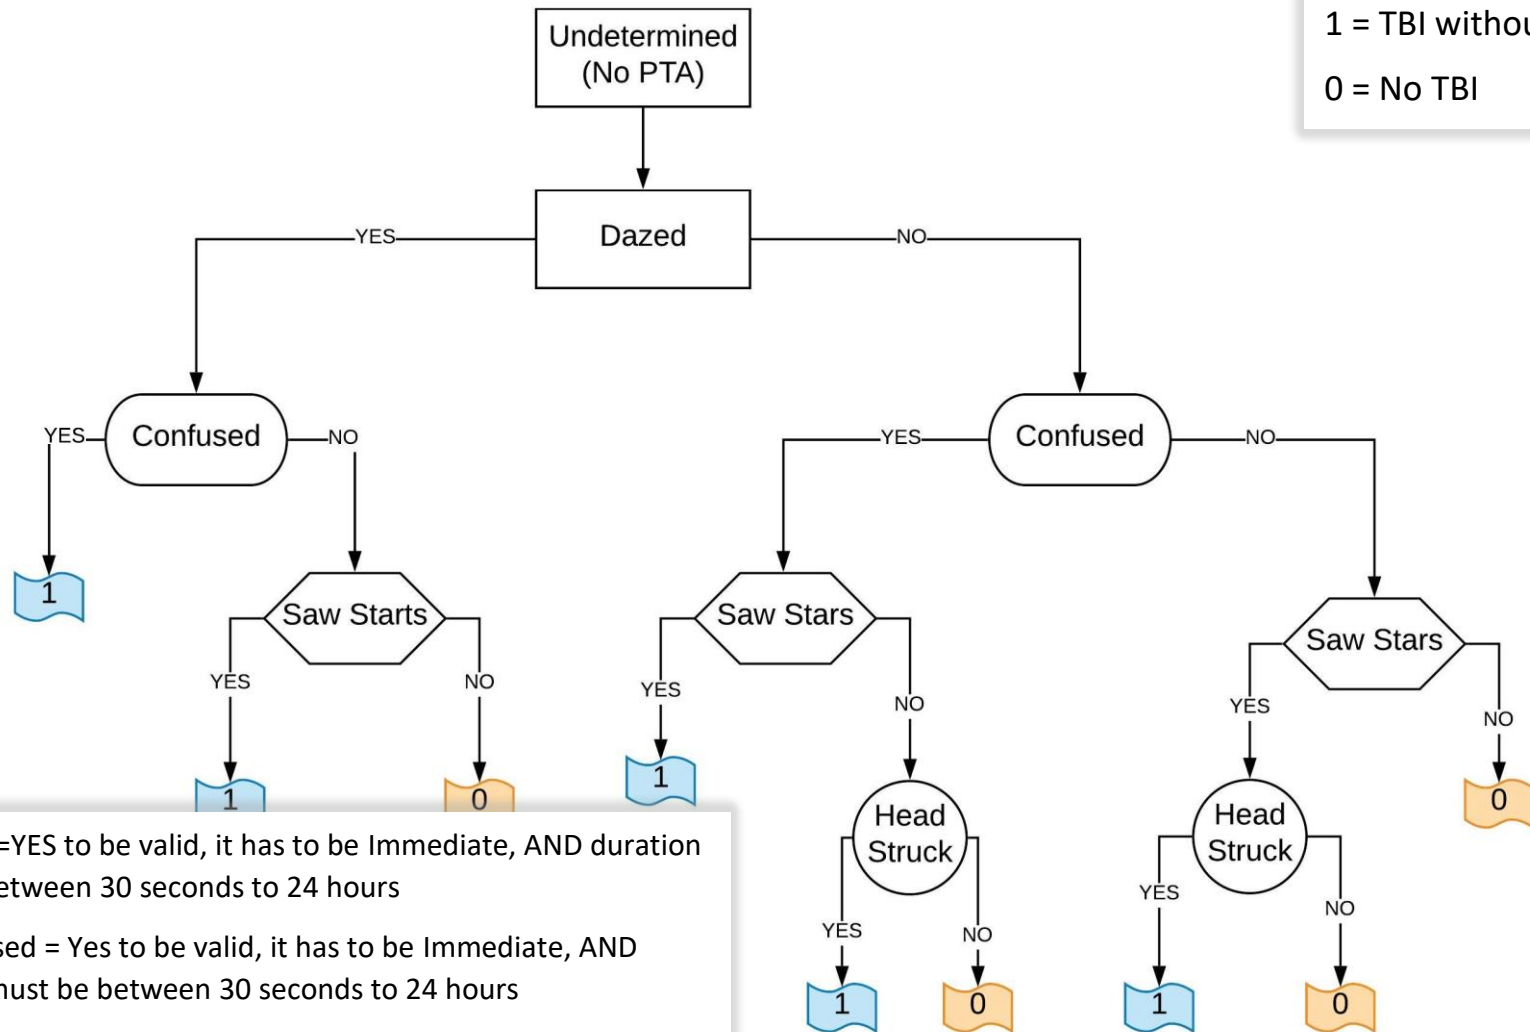 Undetermined
(No PTA)
1 = TBI
0 = No TBI
Dazed
YES
NO
Confused
YES
NO
Confused
YES
NO
1
Saw Starts
YES
NO
1
0
Saw Stars
YES
NO
1
Head
Struck
YES
NO
1
0
Saw Stars
YES
NO
0
Head
Struck
YES
NO
1
0
=YES to be valid, it has to be Immediate, AND duration
between 30 seconds to 24 hours
= Yes to be valid, it has to be Immediate, AND
must be between 30 seconds to 24 hours